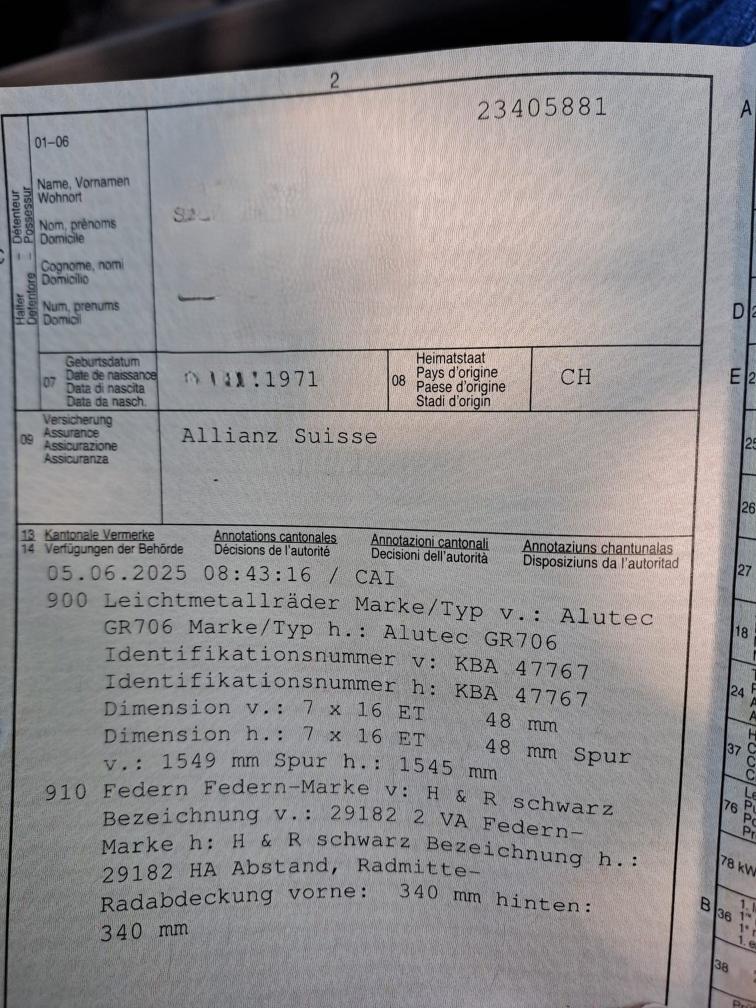 2
23405881
01–06
Halter – Détenteur
Detentore – Possessur
Name, Vornamen
Wohnort
Nom, prénoms
Domicile
Cognome, nomi
Domicilio
Num, prenums
Domicil
07
Geburtsdatum
Date de naissance
Data di nascita
Data da nasch.
1971
08
Heimatstaat
Pays d'origine
Paese d'origine
Stadi d'origin
CH
09
Versicherung
Assurance
Assicurazione
Assicuranza
Allianz Suisse
13 Kantonale Vermerke Annotations cantonales Annotazioni cantonali Annotaziuns chantunalas
14 Verfügungen der Behörde Décisions de l'autorité Decisioni dell'autorità Disposiziuns da l'autoritad
05.06.2025 08:43:16 / CAI
900 Leichtmetallräder Marke/Typ v.: Alutec
GR706 Marke/Typ h.: Alutec GR706
Identifikationsnummer v: KBA 47767
Identifikationsnummer h: KBA 47767
Dimension v.: 7 x 16 ET 48 mm
Dimension h.: 7 x 16 ET 48 mm Spur
v.: 1549 mm Spur h.: 1545 mm
910 Federn Federn-Marke v: H & R schwarz
Bezeichnung v.: 29182 2 VA Federn-
Marke h: H & R schwarz Bezeichnung h.:
29182 HA Abstand, Radmitte-
Radabdeckung vorne: 340 mm hinten:
340 mm
A
D
E
25
26
27
18
24
37
76
78 kW
B
36
38